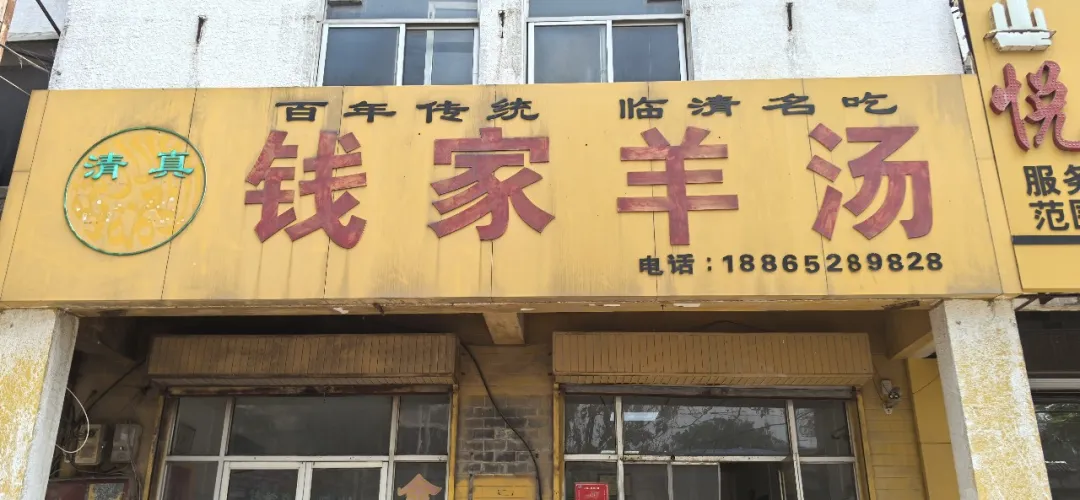 百年传统 临清名吃
清真
钱家羊汤
电话：18865289828
悦
服务
范围